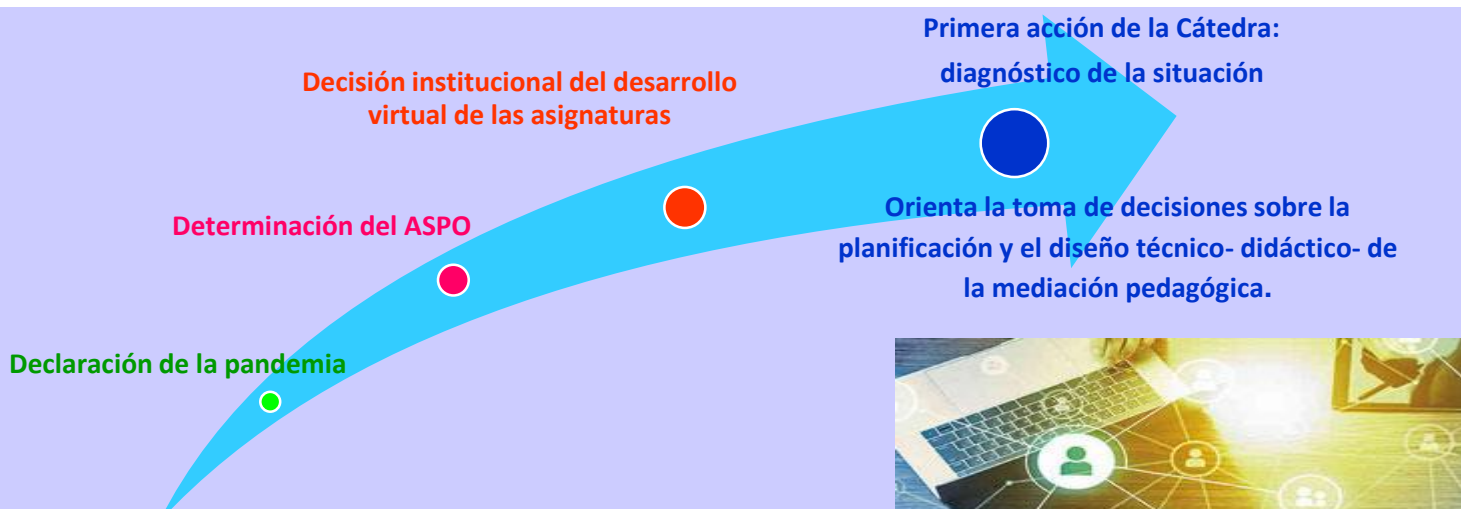 Primera acción de la Cátedra:
diagnóstico de la situación
Decisión institucional del desarrollo
virtual de las asignaturas
Determinación del ASPO
Orienta la toma de decisiones sobre la
planificación y el diseño técnico- didáctico- de
la mediación pedagógica.
Declaración de la pandemia